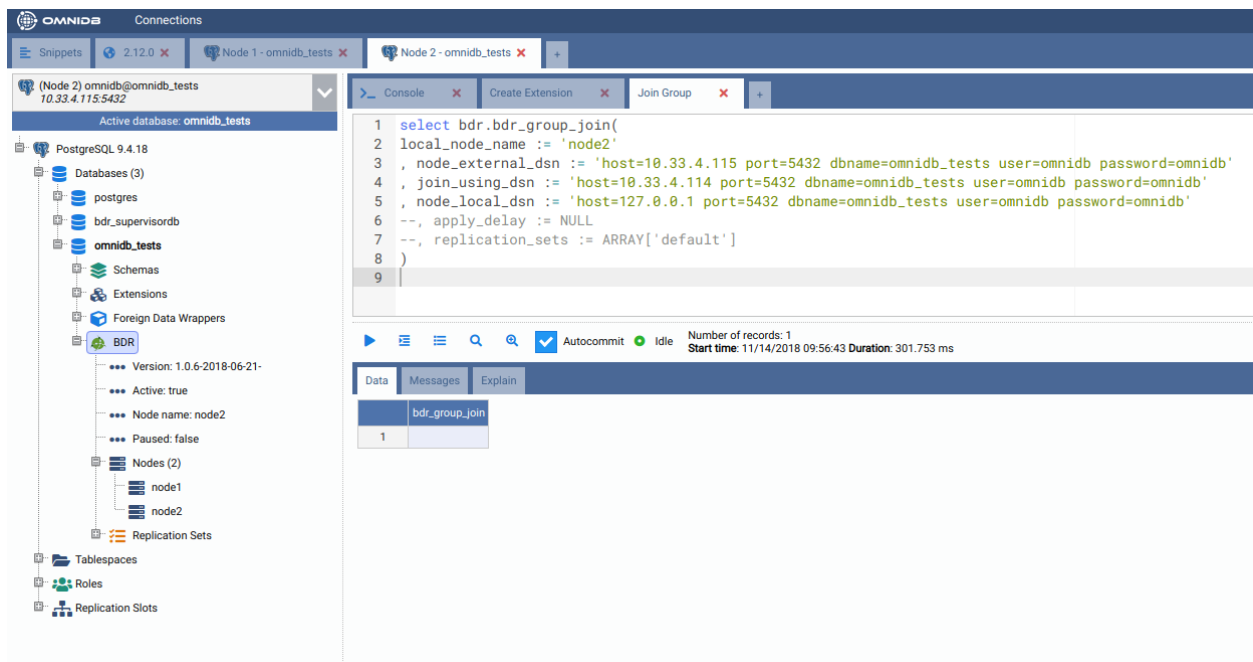 OMNIDB Connections
Snippets 2.12.0 Node 1 - omnidb_tests Node 2 - omnidb_tests +
(Node 2) omnidb@omnidb_tests
10.33.4.115:5432
Active database: omnidb_tests
PostgreSQL 9.4.18
Databases (3)
postgres
bdr_supervisordb
omnidb_tests
Schemas
Extensions
Foreign Data Wrappers
BDR
Version: 1.0.6-2018-06-21-
Active: true
Node name: node2
Paused: false
Nodes (2)
node1
node2
Replication Sets
Tablespaces
Roles
Replication Slots
>_ Console Create Extension Join Group +
1 select bdr.bdr_group_join(
2 local_node_name := 'node2'
3 , node_external_dsn := 'host=10.33.4.115 port=5432 dbname=omnidb_tests user=omnidb password=omnidb'
4 , join_using_dsn := 'host=10.33.4.114 port=5432 dbname=omnidb_tests user=omnidb password=omnidb'
5 , node_local_dsn := 'host=127.0.0.1 port=5432 dbname=omnidb_tests user=omnidb password=omnidb'
6 --, apply_delay := NULL
7 --, replication_sets := ARRAY['default']
8 )
9
Autocommit Idle
Number of records: 1
Start time: 11/14/2018 09:56:43 Duration: 301.753 ms
Data Messages Explain
bdr_group_join
1